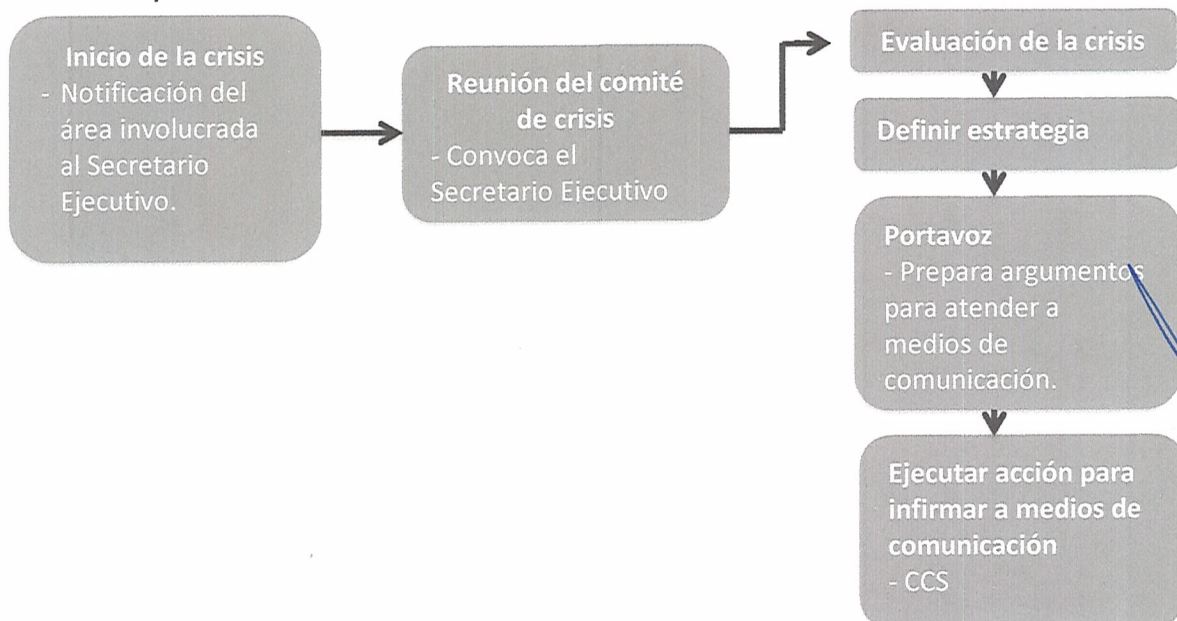 Inicio de la crisis
- Notificación del
área involucrada
al Secretario
Ejecutivo.
Reunión del comité
de crisis
- Convoca el
Secretario Ejecutivo
Evaluación de la crisis
Definir estrategia
Portavoz
- Prepara argumentos
para atender a
medios de
comunicación.
Ejecutar acción para
infirmar a medios de
comunicación
- CCS